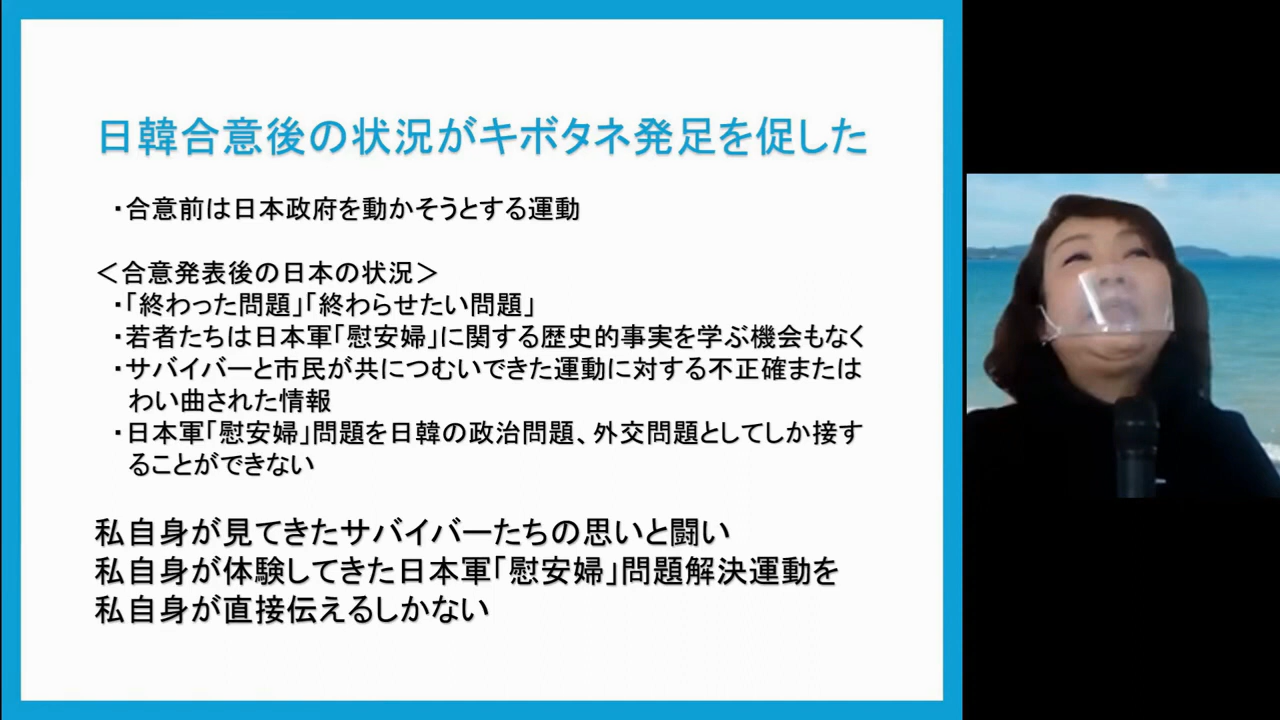 日韓合意後の状況がキボタネ発足を促した
・合意前は日本政府を動かそうとする運動
＜合意発表後の日本の状況＞
・「終わった問題」「終わらせたい問題」
・若者たちは日本軍「慰安婦」に関する歴史的事実を学ぶ機会もなく
・サバイバーと市民が共につむいできた運動に対する不正確または
わい曲された情報
・日本軍「慰安婦」問題を日韓の政治問題、外交問題としてしか接す
ることができない
私自身が見てきたサバイバーたちの思いと闘い
私自身が体験してきた日本軍「慰安婦」問題解決運動を
私自身が直接伝えるしかない